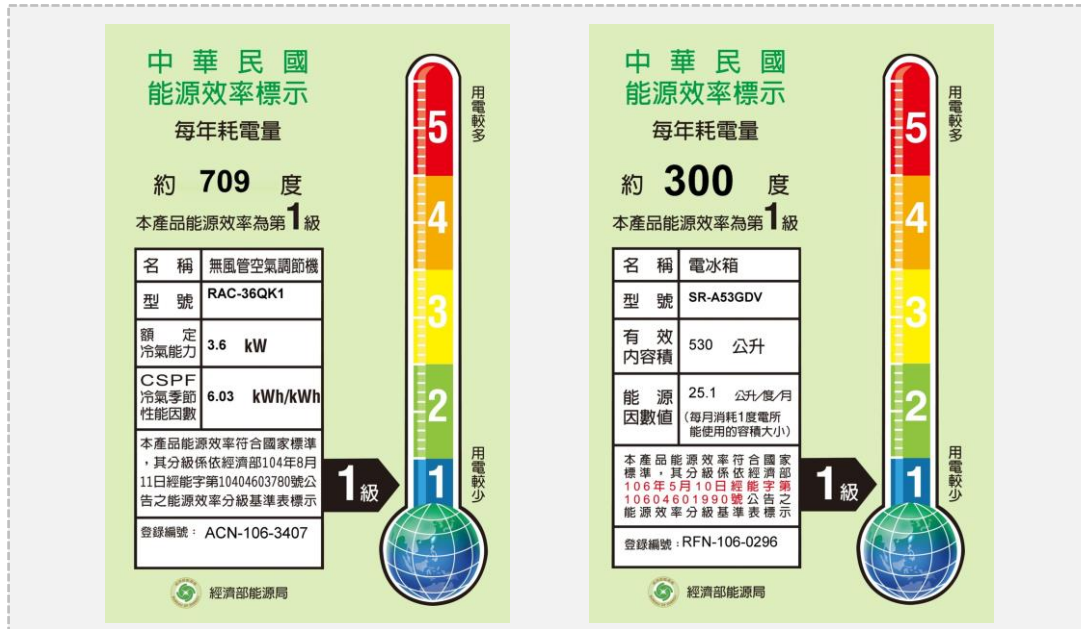 中華民國
能源效率標示
每年耗電量
約 709 度
本產品能源效率為第1級
名稱 無風管空氣調節機
型號 RAC-36QK1
額定
冷氣能力 3.6 kW
CSPF
冷氣季節
性能因數 6.03 kWh/kWh
本產品能源效率符合國家標準
，其分級係依經濟部104年8月
11日經能字第10404603780號公
告之能源效率分級基準表標示
登錄編號： ACN-106-3407
經濟部能源局
用電較多
5
4
3
2
1
1級
用電較少
中華民國
能源效率標示
每年耗電量
約 300 度
本產品能源效率為第1級
名稱 電冰箱
型號 SR-A53GDV
有效
內容積 530 公升
能源
因數值 25.1 公升/度/月
(每月消耗1度電所
能使用的容積大小)
本產品能源效率符合國家
標準，其分級係依經濟部
106年5月10日經能字第
10604601990號公告之
能源效率分級基準表標示
登錄編號：RFN-106-0296
經濟部能源局
用電較多
5
4
3
2
1
1級
用電較少